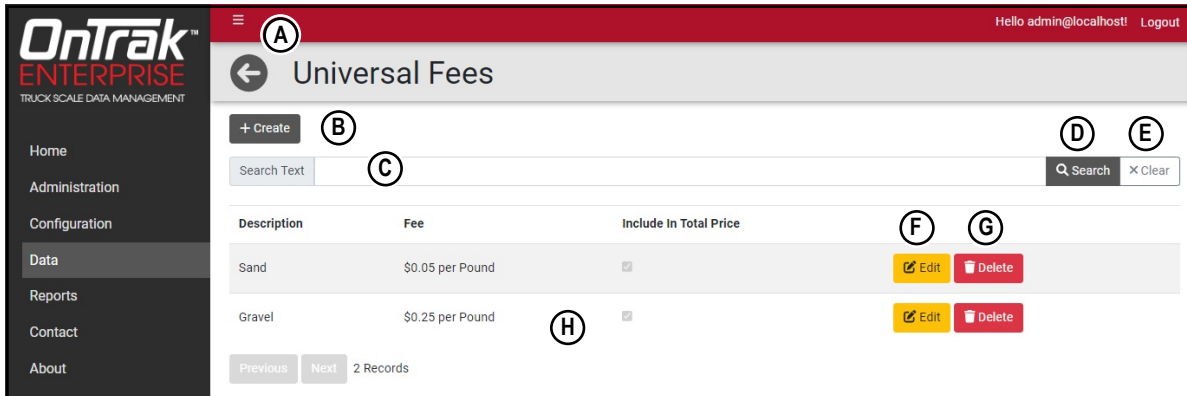 OnTrak™
ENTERPRISE
TRUCK SCALE DATA MANAGEMENT
Home
Administration
Configuration
Data
Reports
Contact
About
Hello admin@localhost! Logout
A
Universal Fees
+ Create B
Search Text C D Search E × Clear
Description Fee Include In Total Price F G
Sand $0.05 per Pound Edit Delete
Gravel $0.25 per Pound H Edit Delete
Previous Next 2 Records